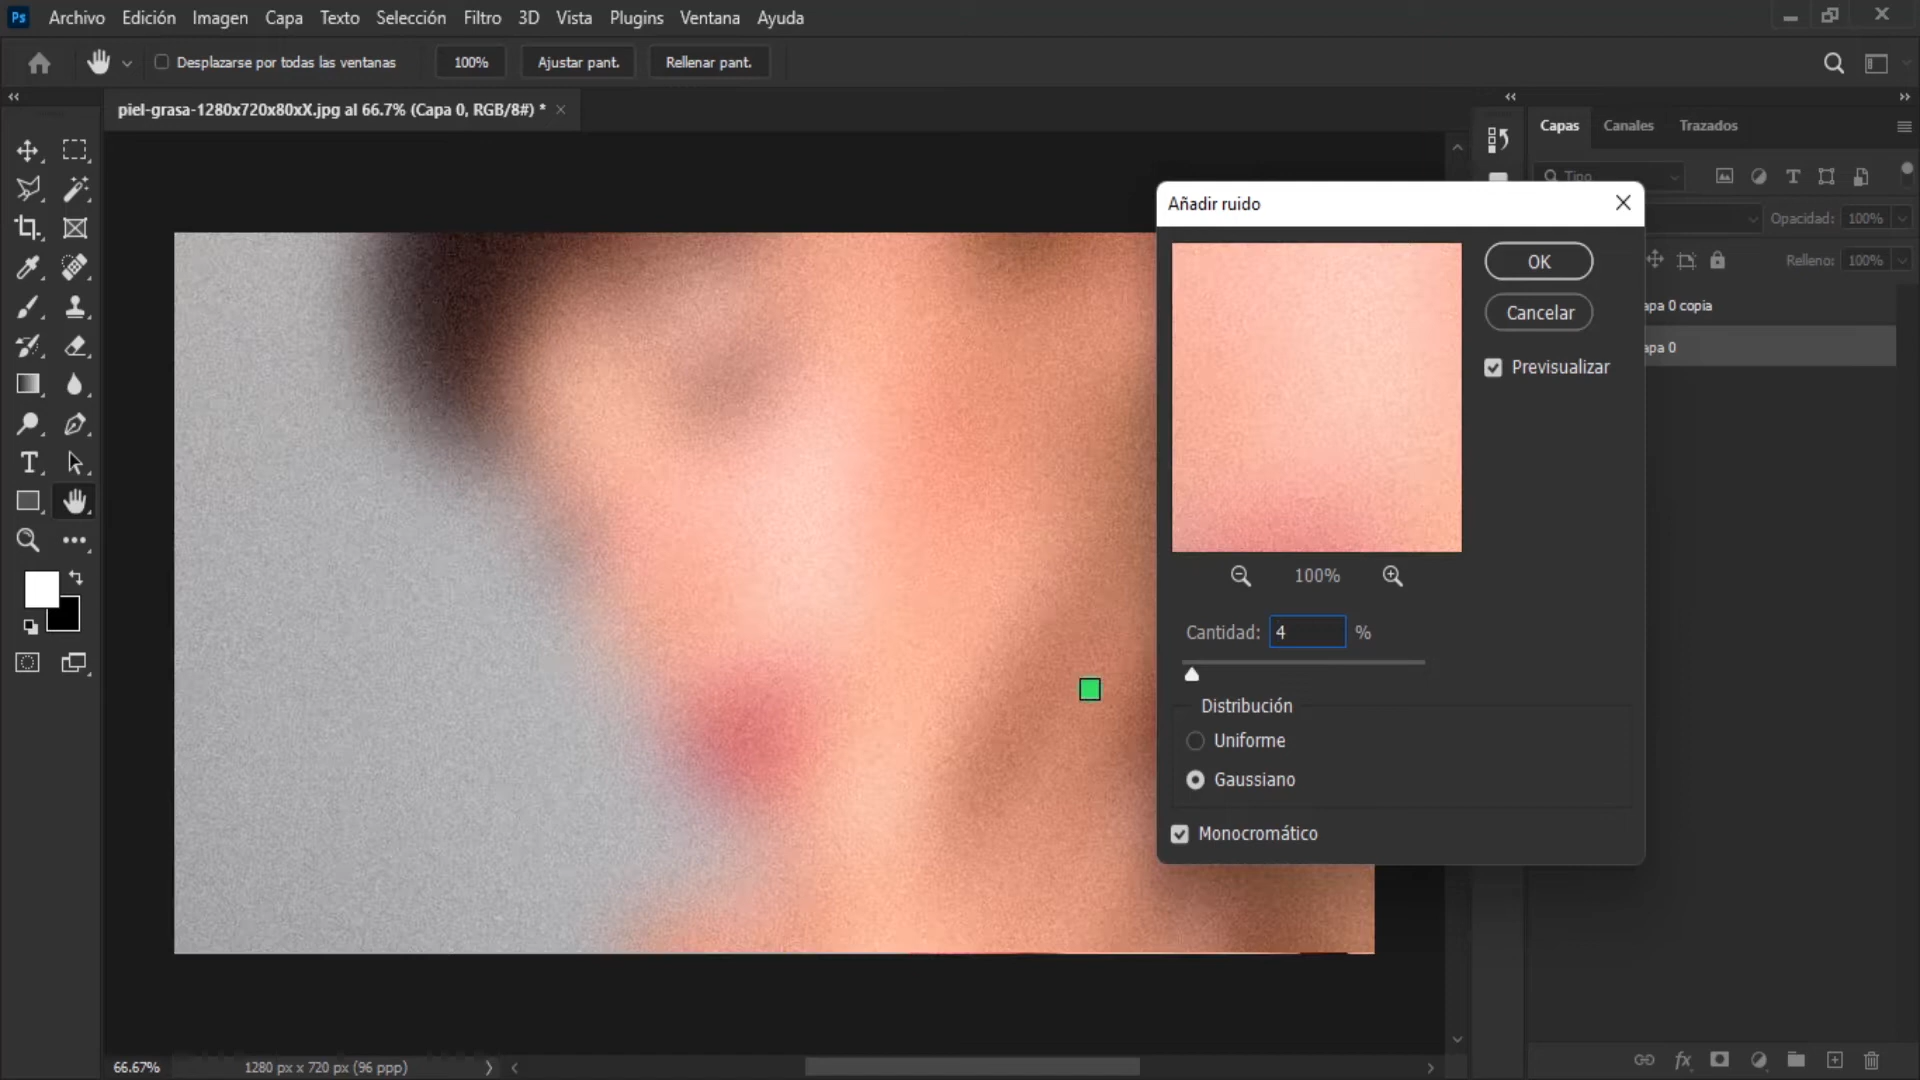 Ps Archivo Edición Imagen Capa Texto Selección Filtro 3D Vista Plugins Ventana Ayuda
Desplazarse por todas las ventanas 100% Ajustar pant. Rellenar pant.
piel-grasa-1280x720x80xX.jpg al 66.7% (Capa 0, RGB/8#) *
Capas Canales Trazados
Tipo
Añadir ruido
Opacidad: 100%
OK
Relleno: 100%
Cancelar
apa 0 copia
apa 0
Previsualizar
100%
Cantidad: 4 %
Distribución
Uniforme
Gaussiano
Monocromático
66.67% 1280 px x 720 px (96 ppp)
fx